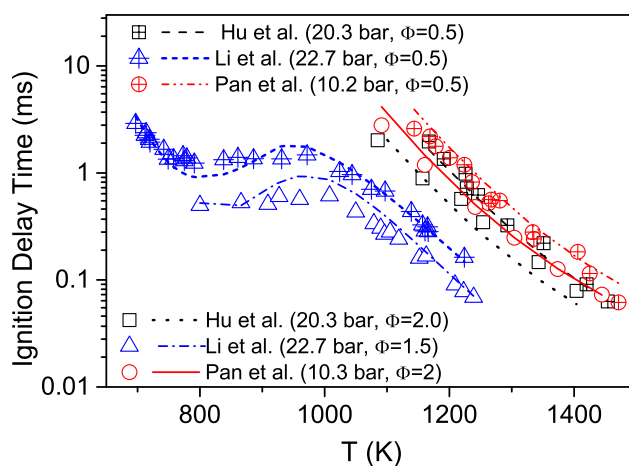 Hu et al. (20.3 bar, Φ=0.5)
Li et al. (22.7 bar, Φ=0.5)
Pan et al. (10.2 bar, Φ=0.5)
10
1
0.1
0.01
Ignition Delay Time (ms)
Hu et al. (20.3 bar, Φ=2.0)
Li et al. (22.7 bar, Φ=1.5)
Pan et al. (10.3 bar, Φ=2)
800 1000 1200 1400
T (K)